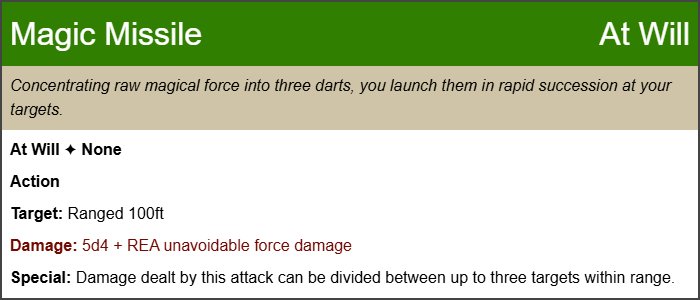 Magic Missile At Will
Concentrating raw magical force into three darts, you launch them in rapid succession at your
targets.
At Will ✦ None
Action
Target: Ranged 100ft
Damage: 5d4 + REA unavoidable force damage
Special: Damage dealt by this attack can be divided between up to three targets within range.